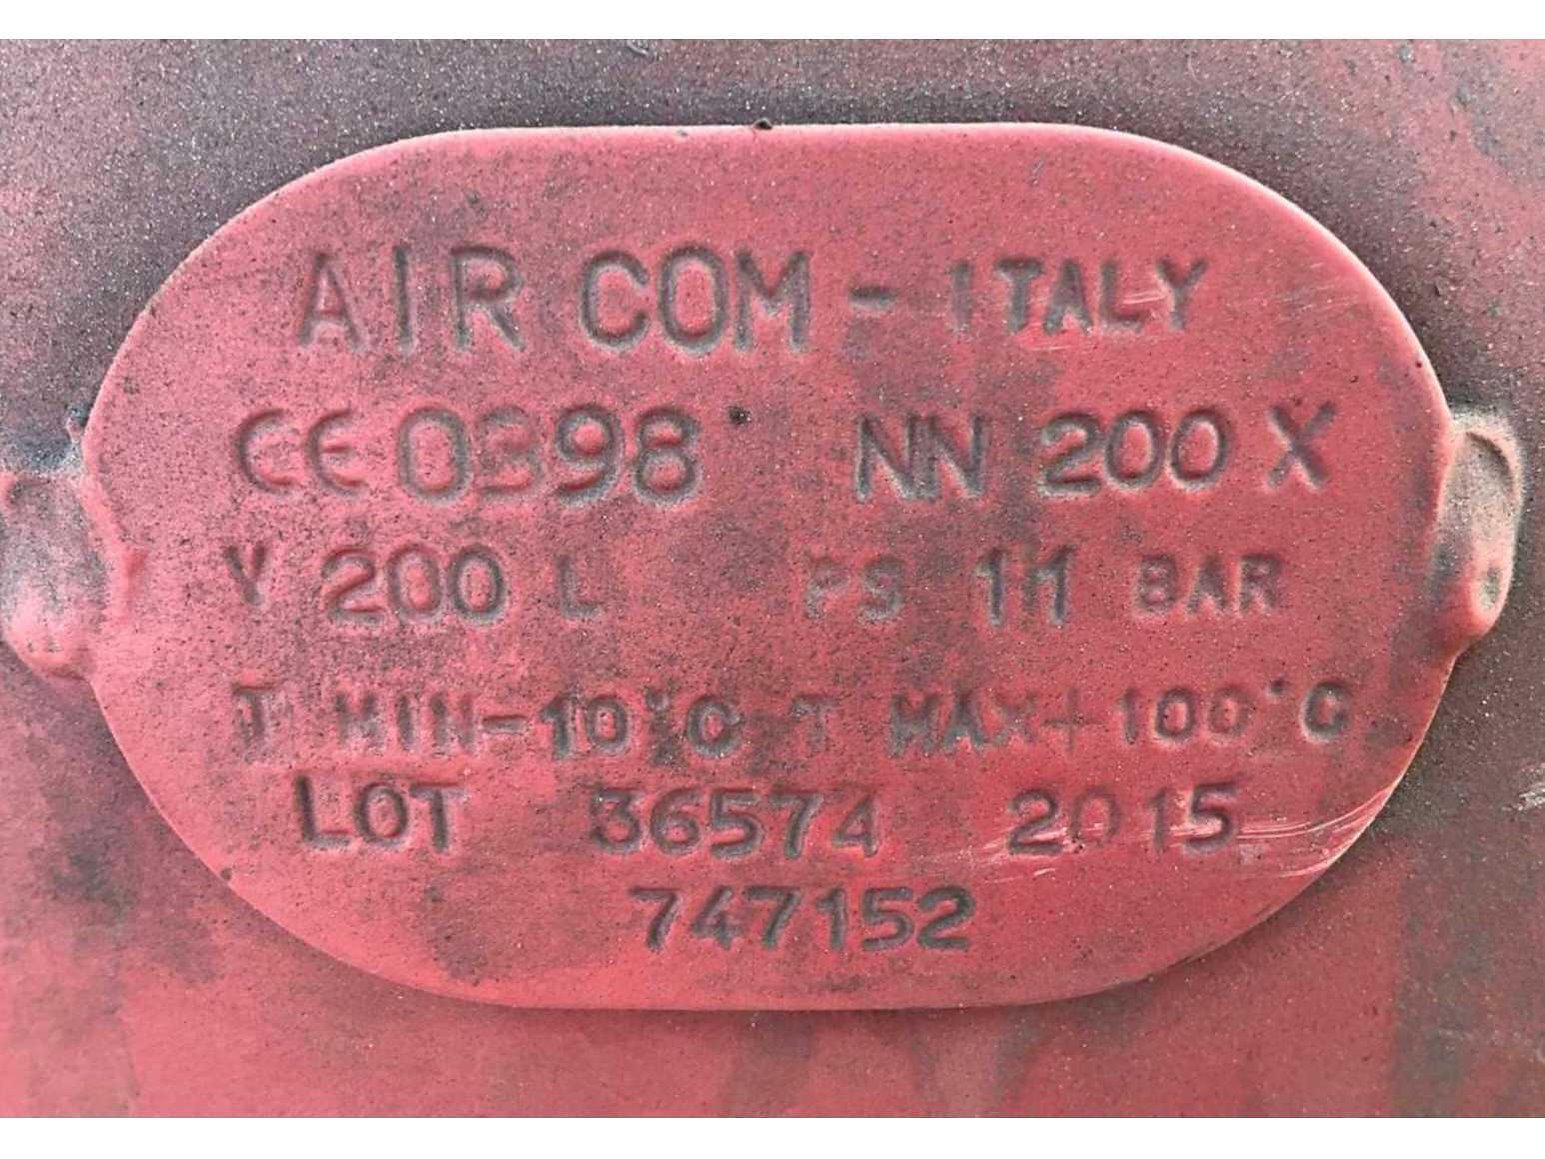 AIR COM - ITALY
CE 0398 NN 200 X
V 200 L PS 11 BAR
T MIN-10°C T MAX+100°C
LOT 36574 2015
747152